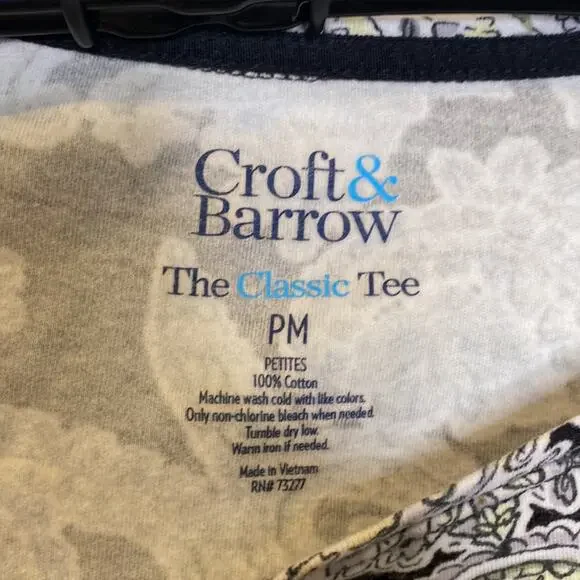 Croft&
Barrow
The Classic Tee
PM
PETITES
100% Cotton
Machine wash cold with like colors.
Only non-chlorine bleach when needed.
Tumble dry low.
Warm iron if needed.
Made in Vietnam
RN# 73277